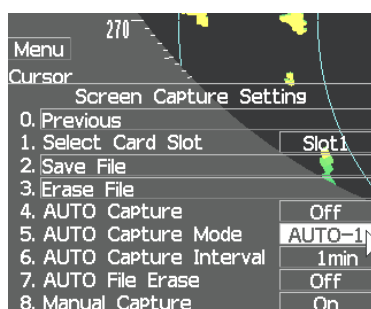 270
Menu
Cursor
Screen Capture Setting
0. Previous
1. Select Card Slot Slot1
2. Save File
3. Erase File
4. AUTO Capture Off
5. AUTO Capture Mode AUTO-1
6. AUTO Capture Interval 1min
7. AUTO File Erase Off
8. Manual Capture On